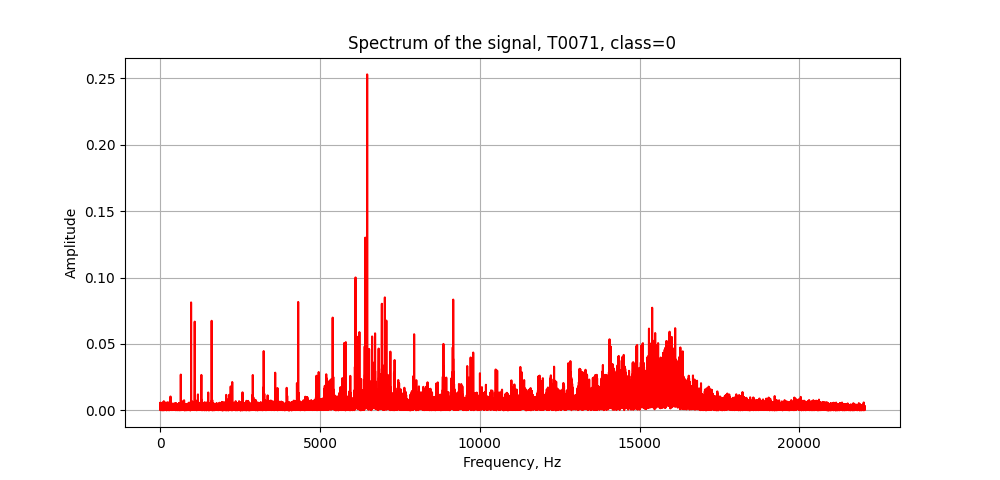 Spectrum of the signal, T0071, class=0
0.25
0.20
0.15
0.10
0.05
0.00
Amplitude
0 5000 10000 15000 20000
Frequency, Hz